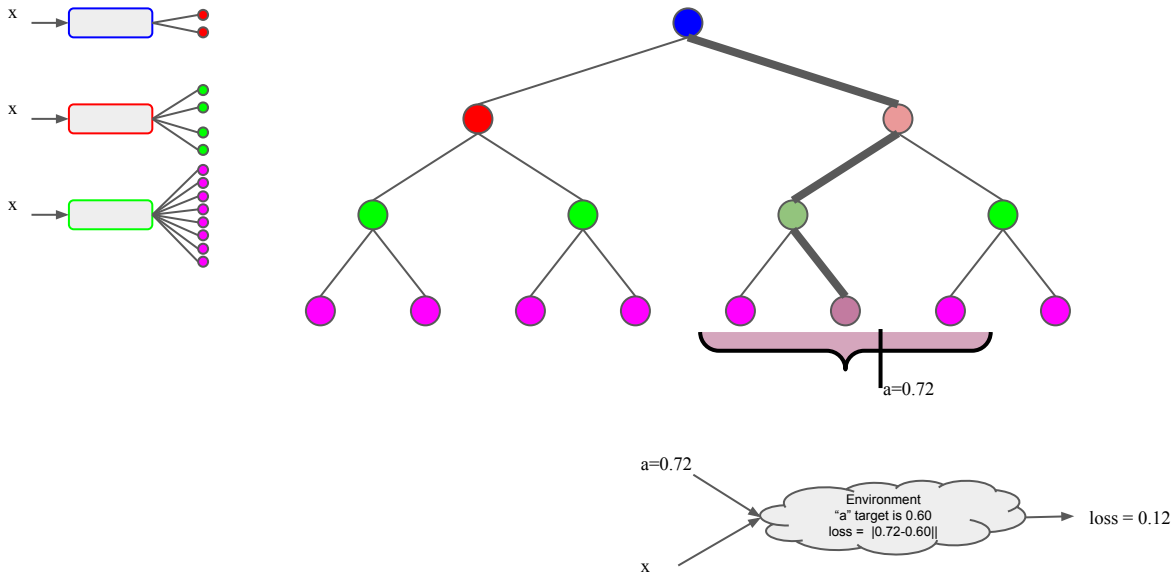 x
x
x
a=0.72
a=0.72
Environment
“a” target is 0.60
loss = |0.72-0.60||
loss = 0.12
x